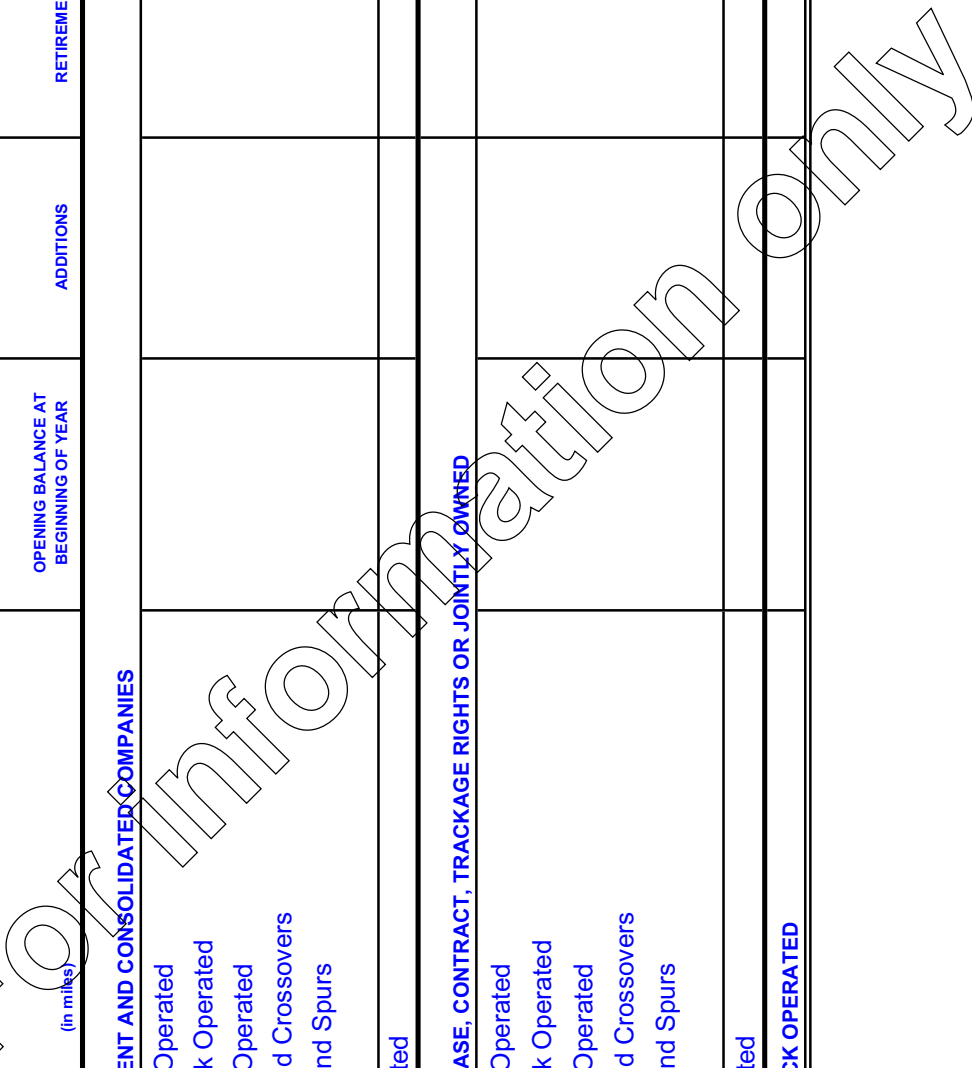 (in miles)
OPENING BALANCE AT
BEGINNING OF YEAR
ADDITIONS
RETIREME
ENT AND CONSOLIDATED COMPANIES
Operated
k Operated
Operated
d Crossovers
nd Spurs
ted
ASE, CONTRACT, TRACKAGE RIGHTS OR JOINTLY OWNED
Operated
k Operated
Operated
d Crossovers
nd Spurs
ted
CK OPERATED
or information only